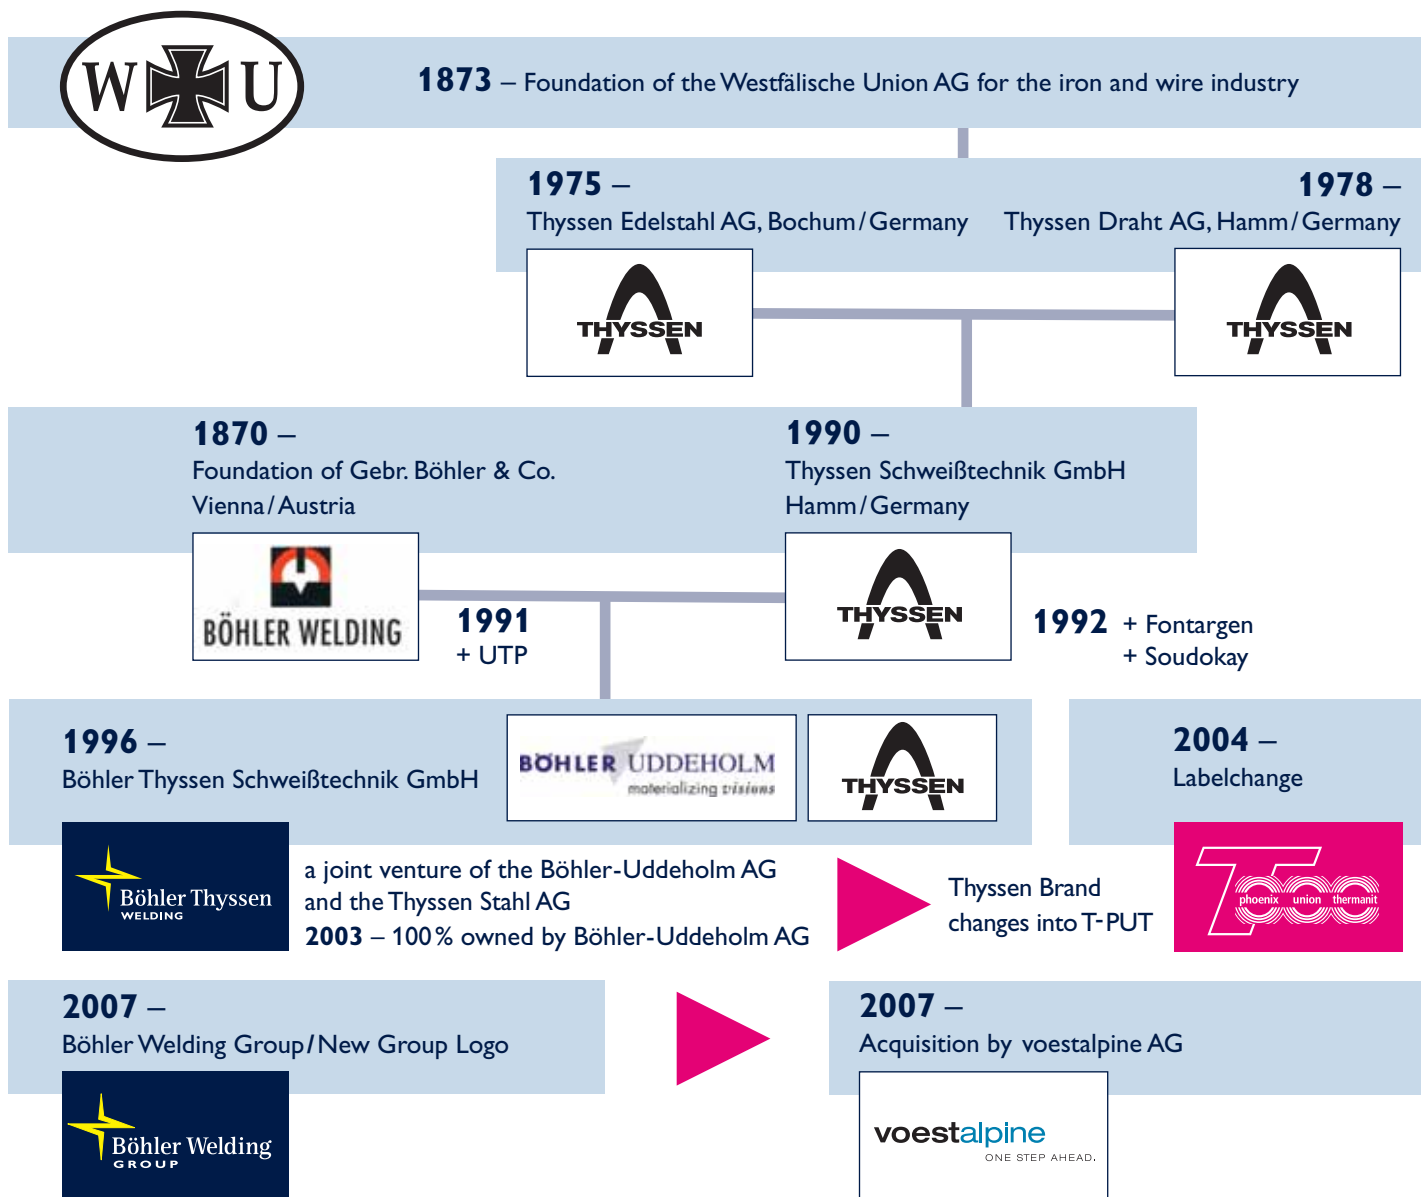 W U
1873 – Foundation of the Westfälische Union AG for the iron and wire industry
1975 –
Thyssen Edelstahl AG, Bochum/Germany
1978 –
Thyssen Draht AG, Hamm/Germany
THYSSEN
THYSSEN
1870 –
Foundation of Gebr. Böhler & Co.
Vienna/Austria
1990 –
Thyssen Schweißtechnik GmbH
Hamm/Germany
BÖHLER WELDING
1991
+ UTP
THYSSEN
1992 + Fontargen
+ Soudokay
1996 –
Böhler Thyssen Schweißtechnik GmbH
BÖHLER UDDEHOLM
materializing visions
THYSSEN
2004 –
Labelchange
Böhler Thyssen
WELDING
a joint venture of the Böhler-Uddeholm AG
and the Thyssen Stahl AG
2003 – 100% owned by Böhler-Uddeholm AG
Thyssen Brand
changes into T-PUT
T
phoenix union thermanit
2007 –
Böhler Welding Group/New Group Logo
2007 –
Acquisition by voestalpine AG
Böhler Welding
GROUP
voestalpine
ONE STEP AHEAD.